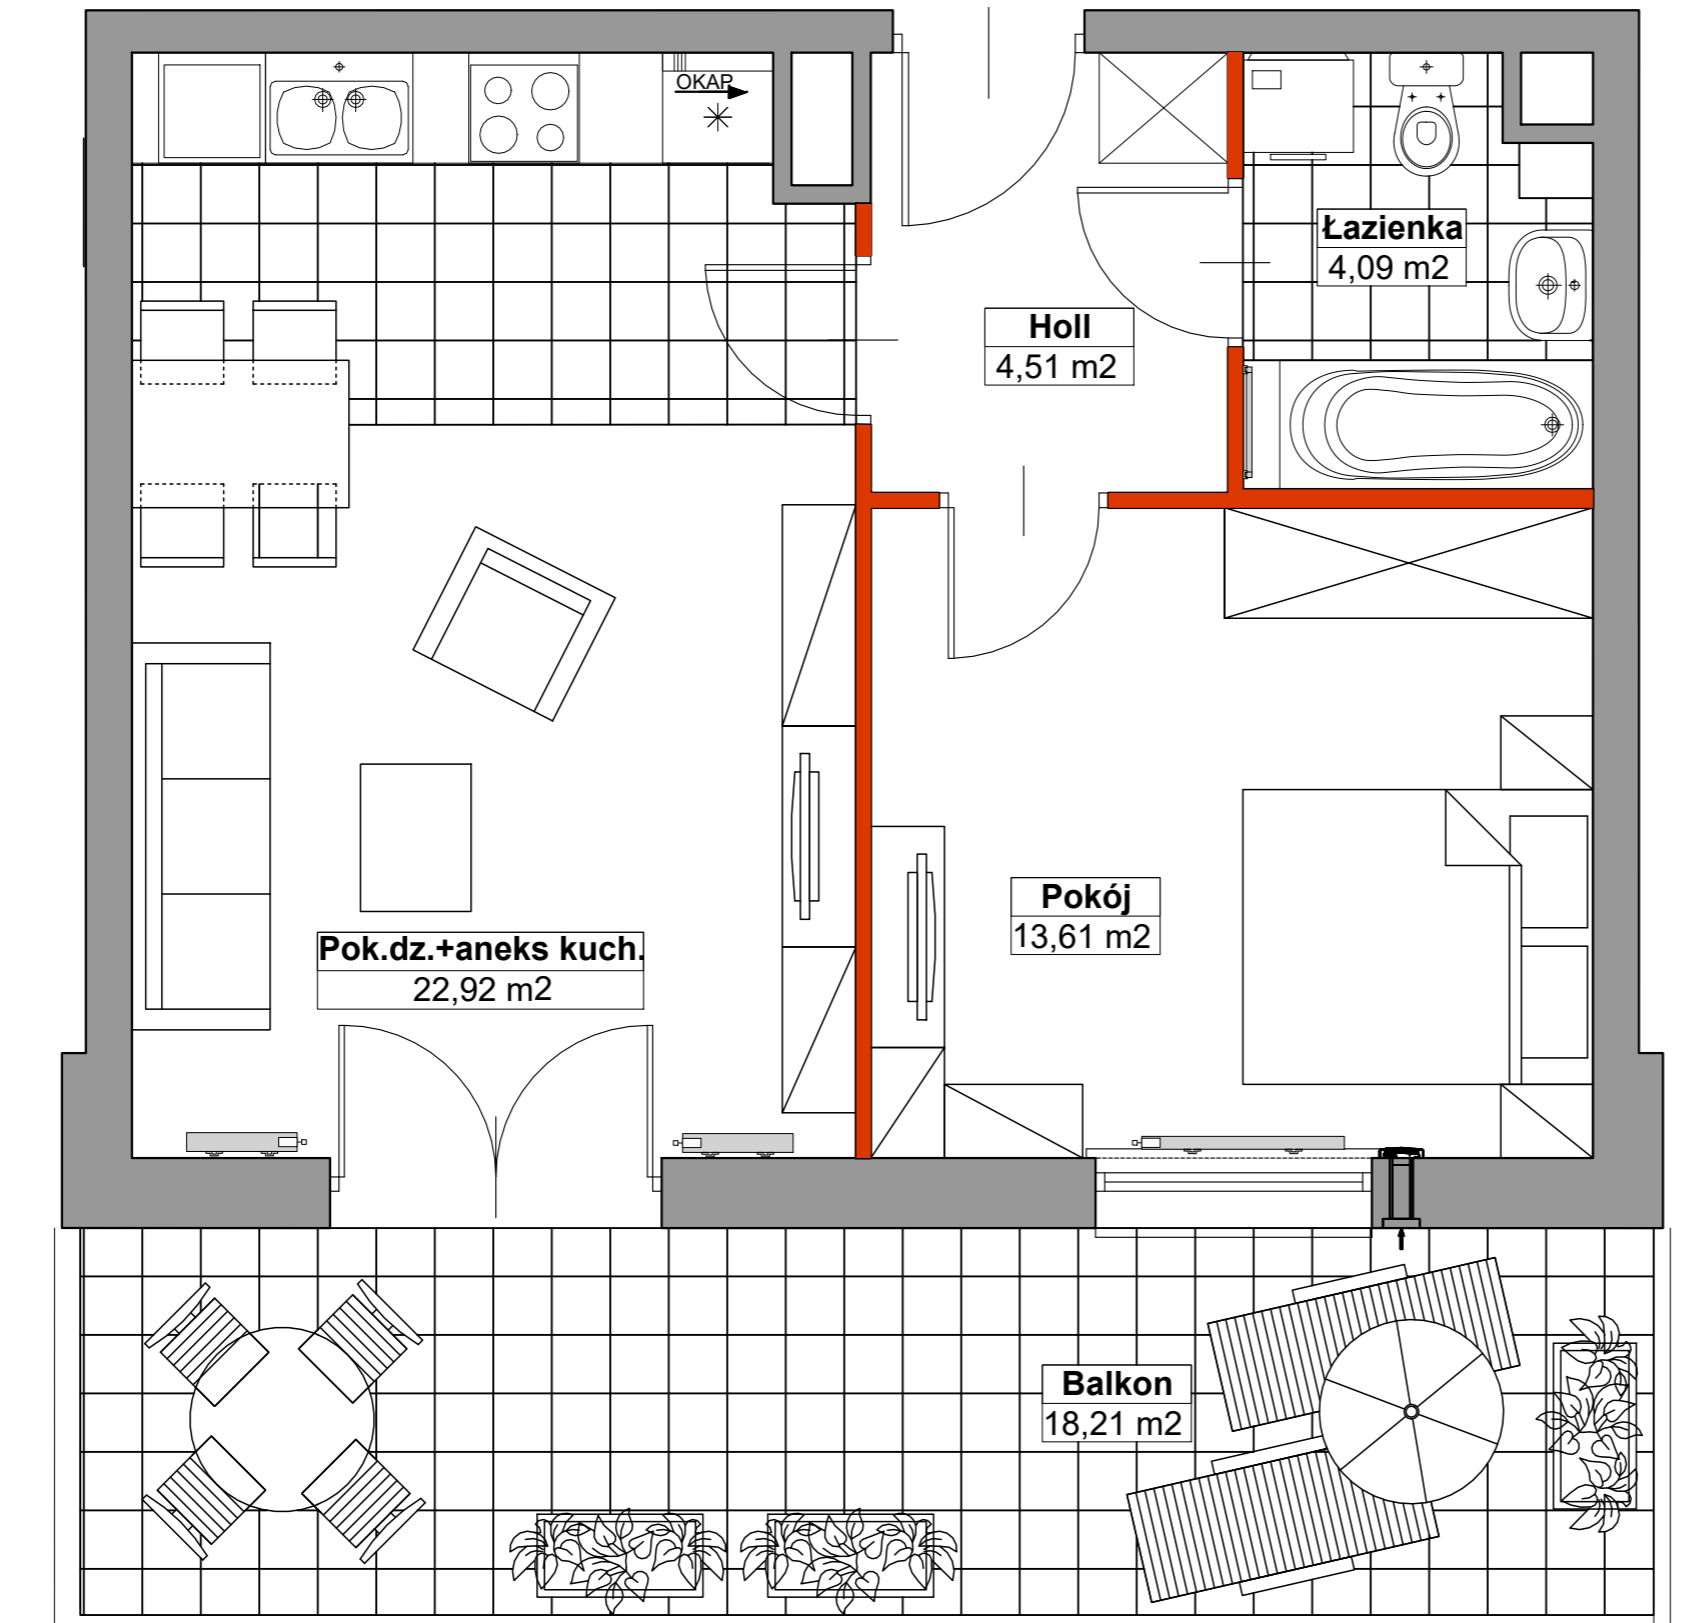 OKAP
Łazienka
4,09 m2
Holl
4,51 m2
Pokój
13,61 m2
Pok.dz.+aneks kuch.
22,92 m2
Balkon
18,21 m2